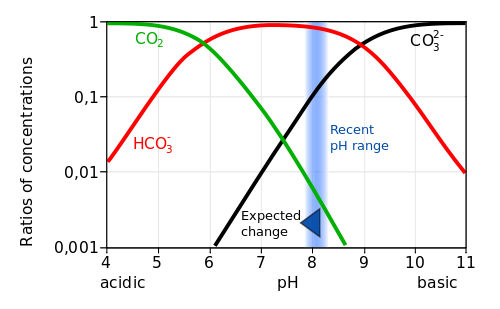 Ratios of concentrations
1
0,1
0,01
0,001
CO2
HCO3-
CO3 2-
Recent
pH range
Expected
change
4 5 6 7 8 9 10 11
acidic pH basic